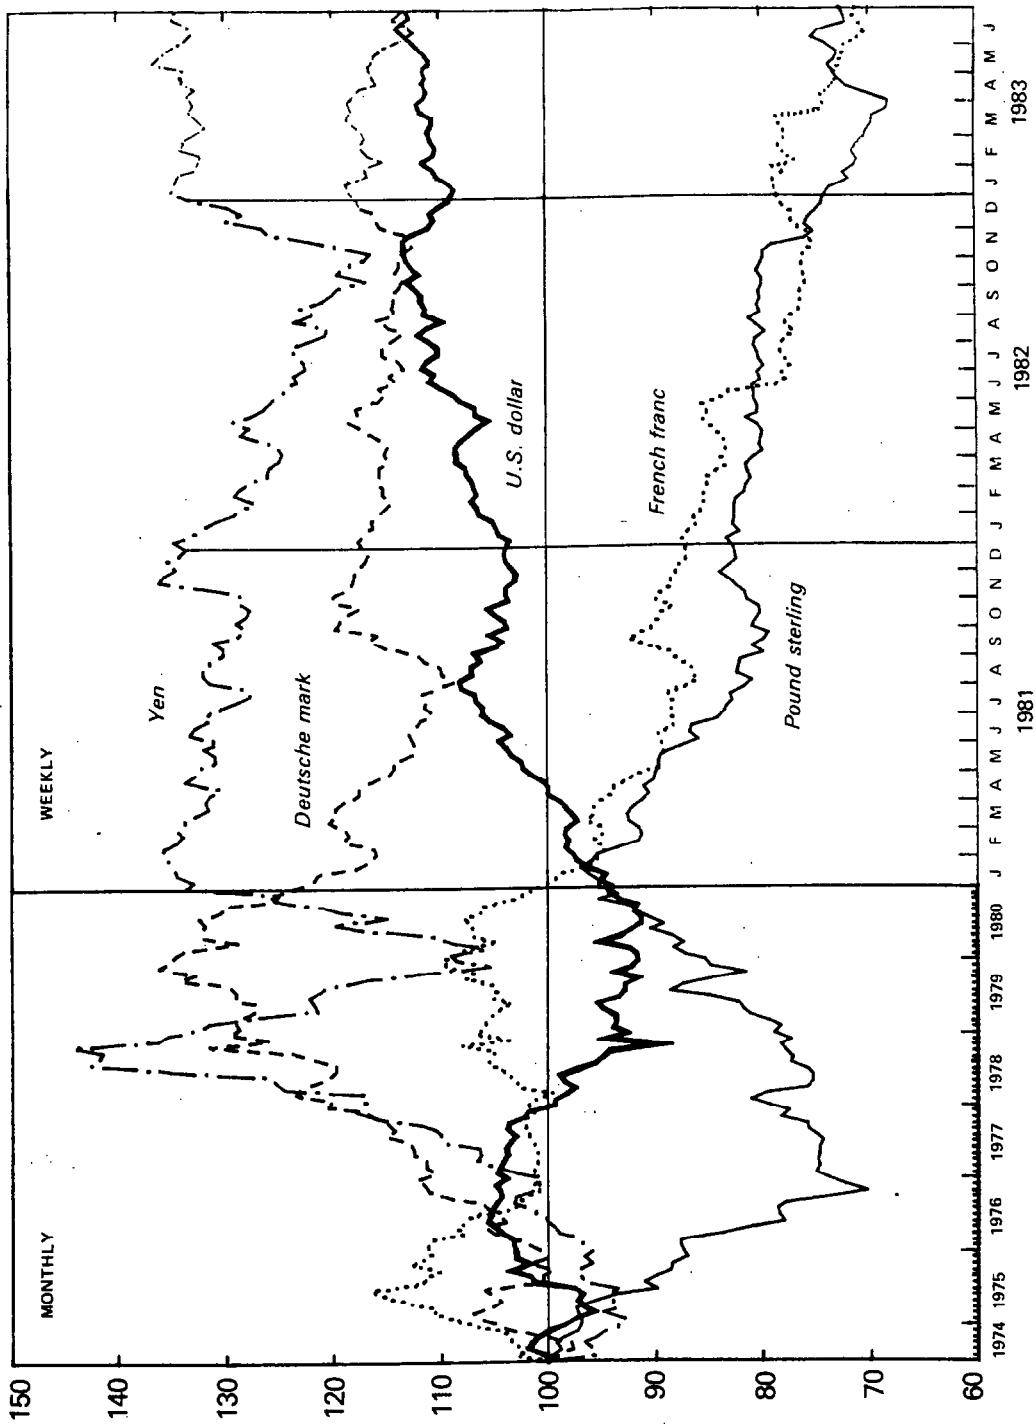 MONTHLY
WEEKLY
150
140
130
120
110
100
90
80
70
60
Yen
Deutsche mark
U.S. dollar
French franc
Pound sterling
1974 1975 1976 1977 1978 1979 1980
J F M A M J J A S O N D J F M A M J J A S O N D J F M A M J
1981 1982 1983